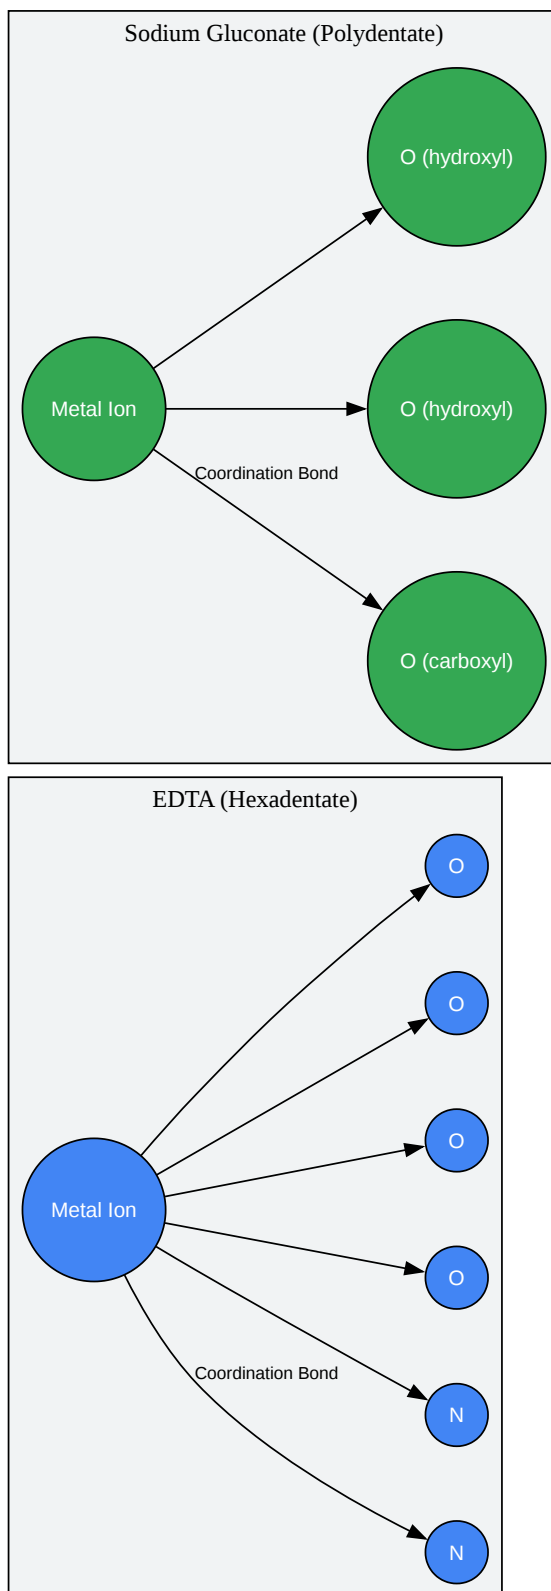 Sodium Gluconate (Polydentate)
O (hydroxyl)
Metal Ion
O (hydroxyl)
Coordination Bond
O (carboxyl)
EDTA (Hexadentate)
O
O
O
Metal Ion
O
Coordination Bond
N
N